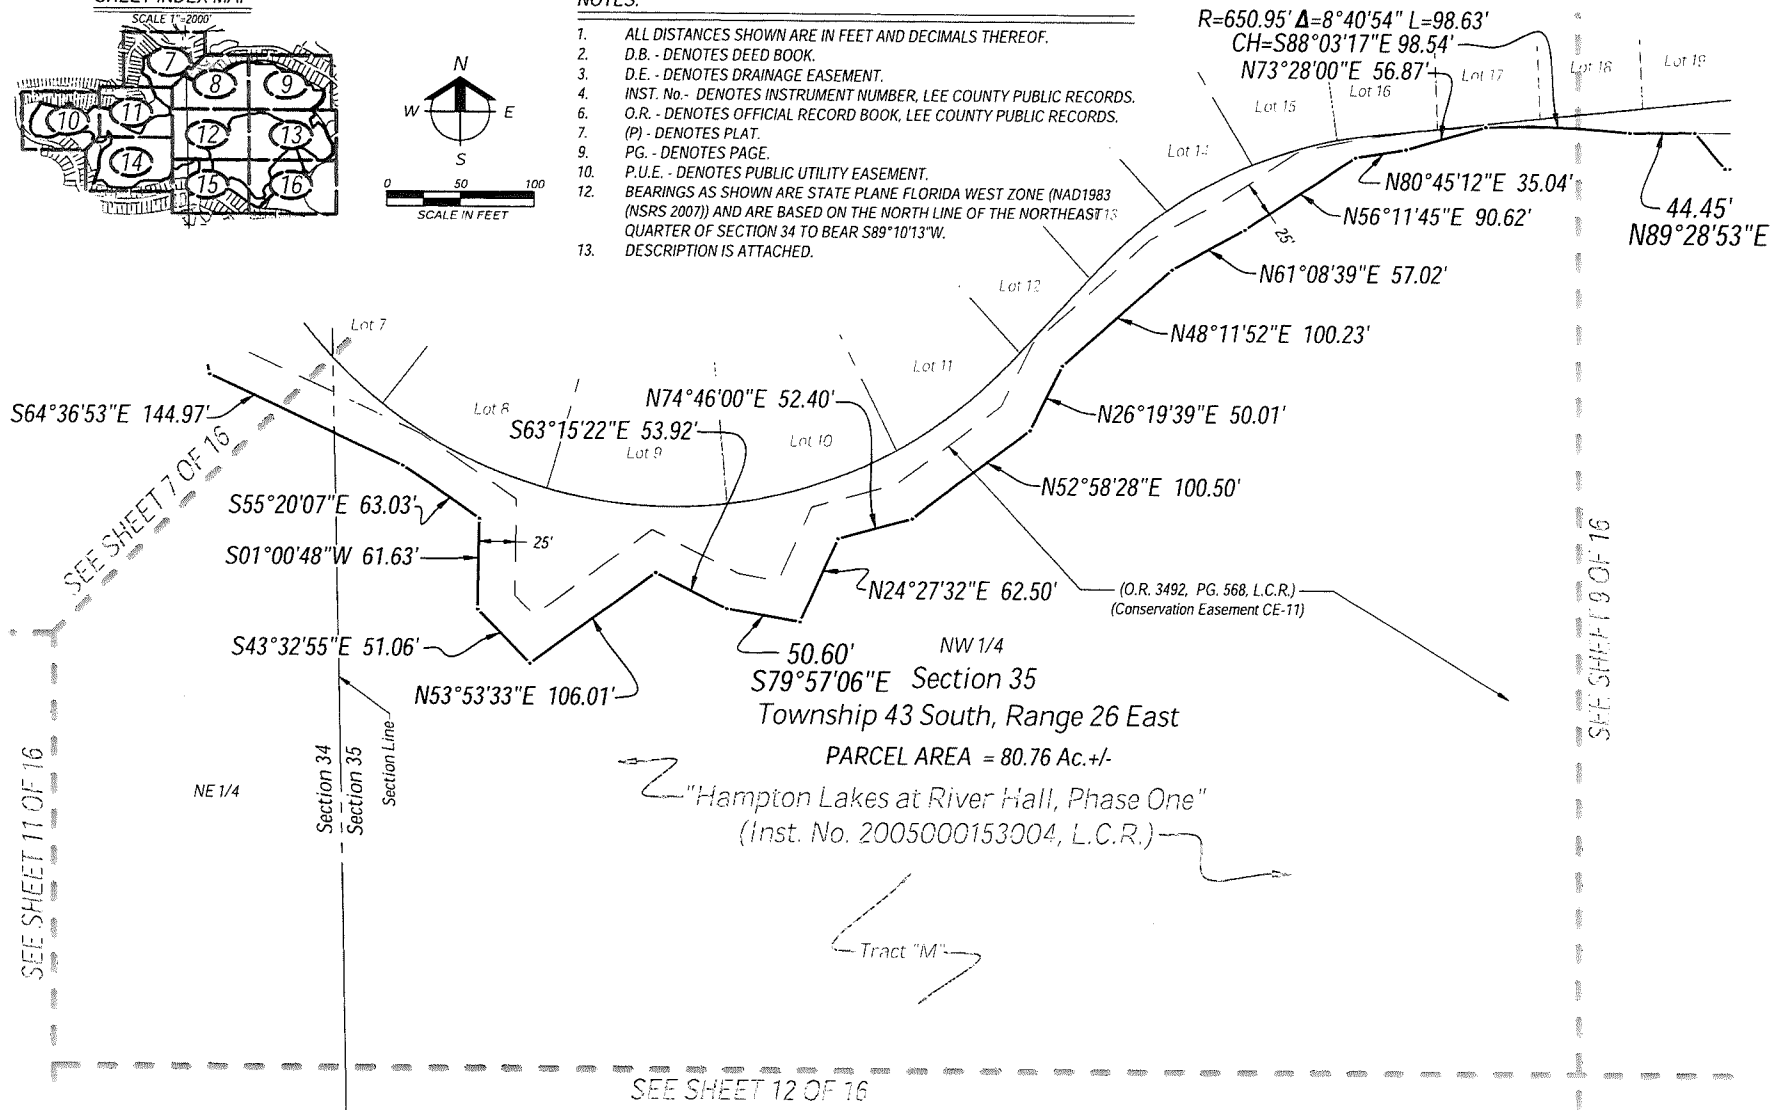 SHEET INDEX MAP
SCALE 1"=2000'
7
8
9
10
11
12
13
14
15
16
N
W
E
S
0 50 100
SCALE IN FEET
NOTES:
1. ALL DISTANCES SHOWN ARE IN FEET AND DECIMALS THEREOF.
2. D.B. - DENOTES DEED BOOK.
3. D.E. - DENOTES DRAINAGE EASEMENT.
4. INST. No.- DENOTES INSTRUMENT NUMBER, LEE COUNTY PUBLIC RECORDS.
6. O.R. - DENOTES OFFICIAL RECORD BOOK, LEE COUNTY PUBLIC RECORDS.
7. (P) - DENOTES PLAT.
9. PG. - DENOTES PAGE.
10. P.U.E. - DENOTES PUBLIC UTILITY EASEMENT.
12. BEARINGS AS SHOWN ARE STATE PLANE FLORIDA WEST ZONE (NAD1983
(NSRS 2007)) AND ARE BASED ON THE NORTH LINE OF THE NORTHEAST
QUARTER OF SECTION 34 TO BEAR S89°10'13"W.
13. DESCRIPTION IS ATTACHED.
R=650.95' Δ=8°40'54" L=98.63'
CH=S88°03'17"E 98.54'
N73°28'00"E 56.87'
Lot 17
Lot 18
Lot 19
Lot 16
Lot 15
Lot 14
13
N80°45'12"E 35.04'
N56°11'45"E 90.62'
44.45'
N89°28'53"E
25'
N61°08'39"E 57.02'
Lot 12
N48°11'52"E 100.23'
Lot 7
Lot 11
N74°46'00"E 52.40'
N26°19'39"E 50.01'
S64°36'53"E 144.97'
Lot 8
S63°15'22"E 53.92'
Lot 10
Lot 9
SEE SHEET 7 OF 16
N52°58'28"E 100.50'
S55°20'07"E 63.03'
25'
S01°00'48"W 61.63'
N24°27'32"E 62.50'
(O.R. 3492, PG. 568, L.C.R.)
(Conservation Easement CE-11)
SEE SHEET 9 OF 16
S43°32'55"E 51.06'
50.60'
S79°57'06"E
N53°53'33"E 106.01'
NW 1/4
Section 35
Township 43 South, Range 26 East
PARCEL AREA = 80.76 Ac.+/-
"Hampton Lakes at River Hall, Phase One"
(Inst. No. 2005000153004, L.C.R.)
NE 1/4
Section 34
Section 35
Section Line
SEE SHEET 11 OF 16
Tract "M"
SEE SHEET 12 OF 16